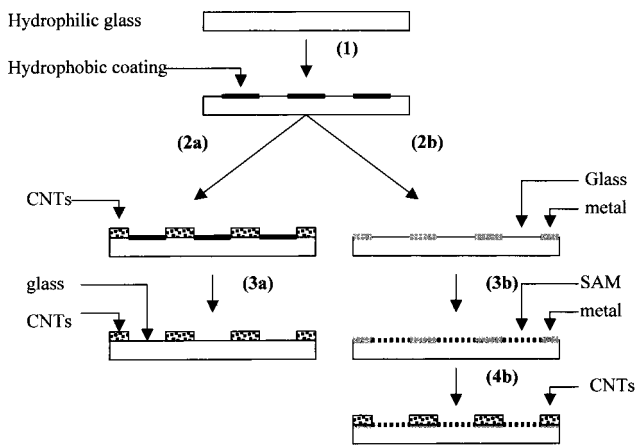 Hydrophilic glass
(1)
Hydrophobic coating
(2a)
(2b)
CNTs
Glass
metal
glass
(3a)
(3b)
SAM
CNTs
metal
(4b)
CNTs